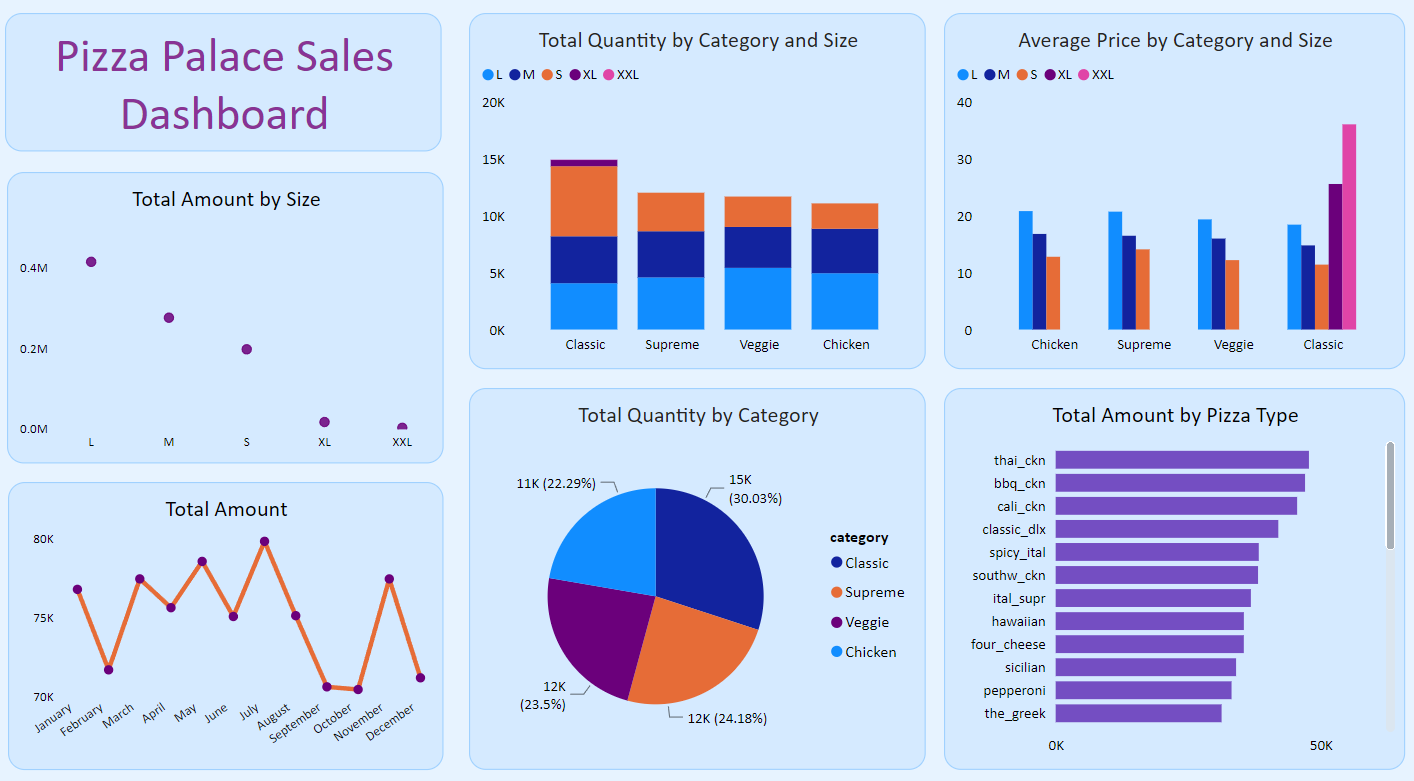 Pizza Palace Sales
Dashboard
Total Amount by Size
0.4M
0.2M
0.0M
L M S XL XXL
Total Amount
80K
75K
70K
January February March April May June July August September October November December
Total Quantity by Category and Size
L M S XL XXL
20K
15K
10K
5K
0K
Classic Supreme Veggie Chicken
Total Quantity by Category
11K (22.29%)
15K
(30.03%)
12K
(23.5%)
12K (24.18%)
category
Classic
Supreme
Veggie
Chicken
Average Price by Category and Size
L M S XL XXL
40
30
20
10
0
Chicken Supreme Veggie Classic
Total Amount by Pizza Type
thai_ckn
bbq_ckn
cali_ckn
classic_dlx
spicy_ital
southw_ckn
ital_supr
hawaiian
four_cheese
sicilian
pepperoni
the_greek
0K 50K